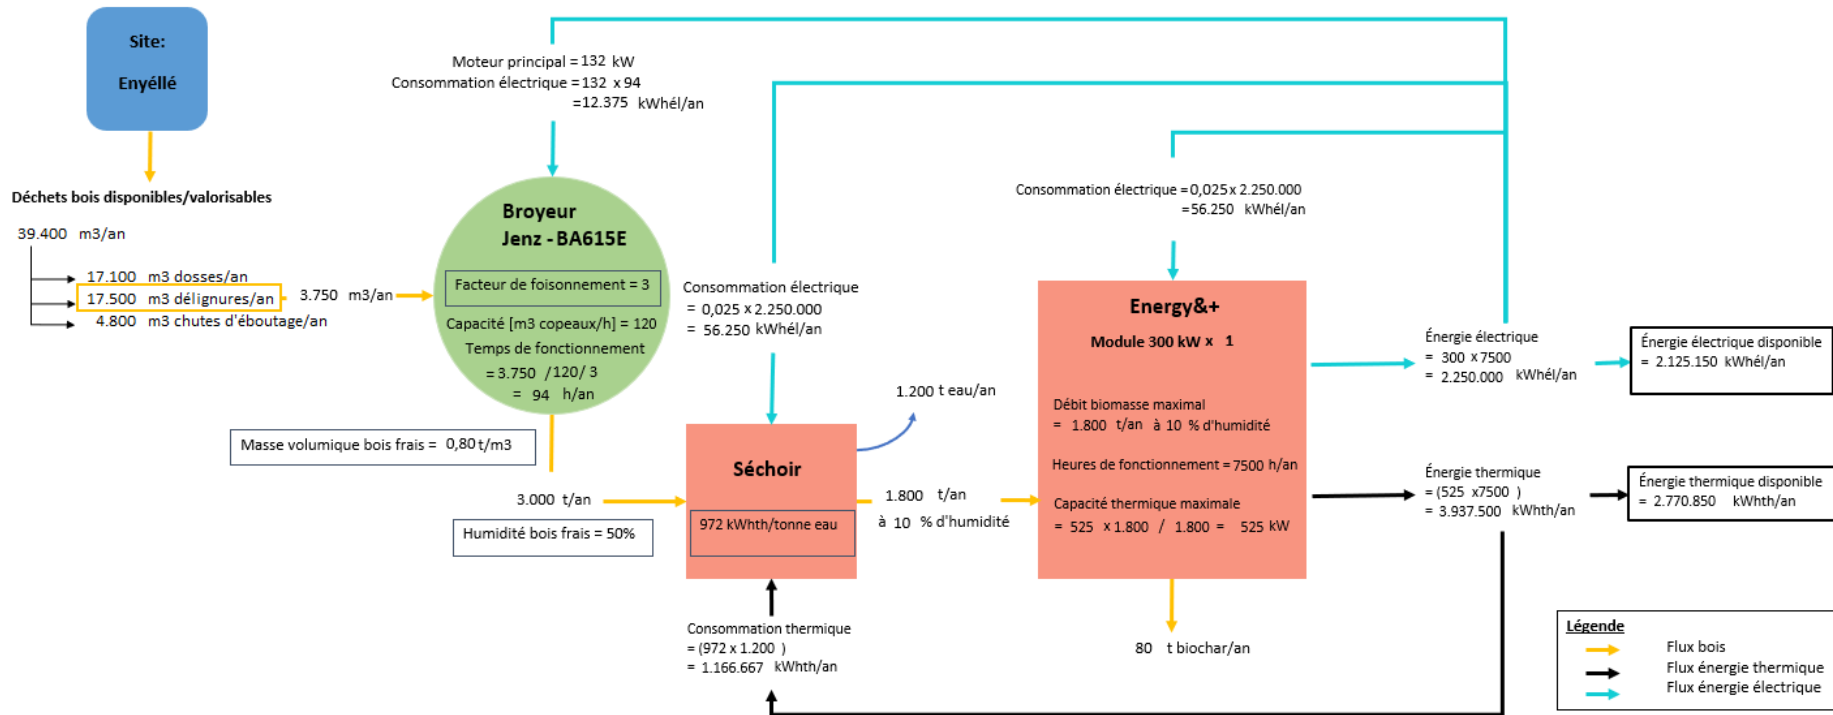 Site:
Enyéllé
Déchets bois disponibles/valorisables
39.400 m3/an
17.100 m3 dosses/an
17.500 m3 délignures/an
4.800 m3 chutes d'éboutage/an
3.750 m3/an
Moteur principal = 132 kW
Consommation électrique = 132 x 94
=12.375 kWhél/an
Broyeur
Jenz - BA615E
Facteur de foisonnement = 3
Capacité [m3 copeaux/h] = 120
Temps de fonctionnement
= 3.750 /120/ 3
= 94 h/an
Masse volumique bois frais = 0,80 t/m3
3.000 t/an
Humidité bois frais = 50%
Consommation électrique
= 0,025 x 2.250.000
= 56.250 kWhél/an
1.200 t eau/an
Séchoir
972 kWhth/tonne eau
1.800 t/an
à 10 % d'humidité
Consommation thermique
= (972 x 1.200 )
= 1.166.667 kWhth/an
Consommation électrique = 0,025 x 2.250.000
= 56.250 kWhél/an
Energy&+
Module 300 kW x 1
Débit biomasse maximal
= 1.800 t/an à 10 % d'humidité
Heures de fonctionnement = 7500 h/an
Capacité thermique maximale
= 525 x 1.800 / 1.800 = 525 kW
80 t biochar/an
Énergie électrique
= 300 x 7500
= 2.250.000 kWhél/an
Énergie électrique disponible
= 2.125.150 kWhél/an
Énergie thermique
= (525 x7500 )
= 3.937.500 kWhth/an
Énergie thermique disponible
= 2.770.850 kWhth/an
Légende
Flux bois
Flux énergie thermique
Flux énergie électrique